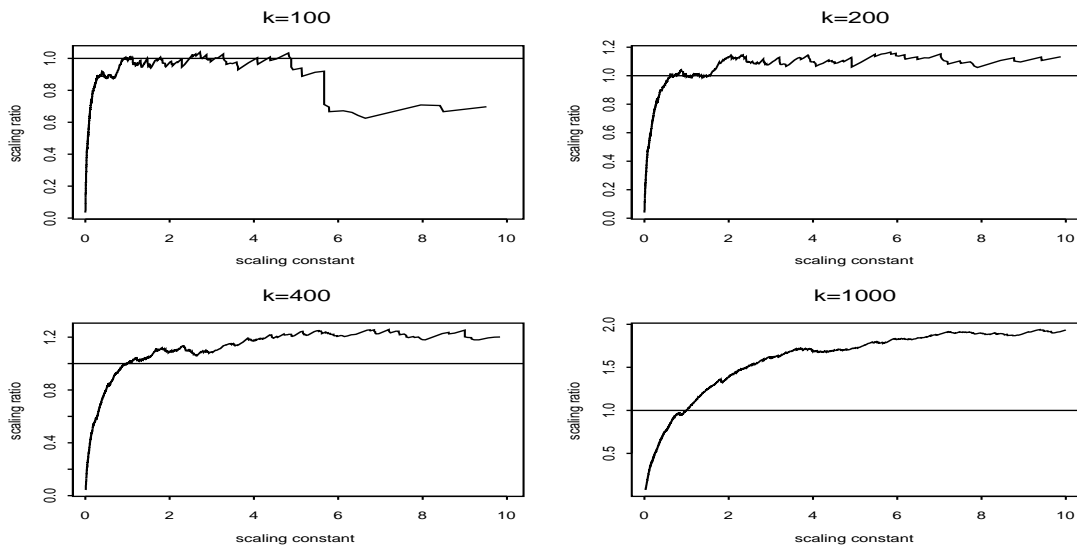 k=100
scaling ratio
0.0 0.2 0.4 0.6 0.8 1.0
0 2 4 6 8 10
scaling constant
k=200
scaling ratio
0.0 0.2 0.4 0.6 0.8 1.0 1.2
0 2 4 6 8 10
scaling constant
k=400
scaling ratio
0.0 0.4 0.8 1.2
0 2 4 6 8 10
scaling constant
k=1000
scaling ratio
0.5 1.0 1.5 2.0
0 2 4 6 8 10
scaling constant